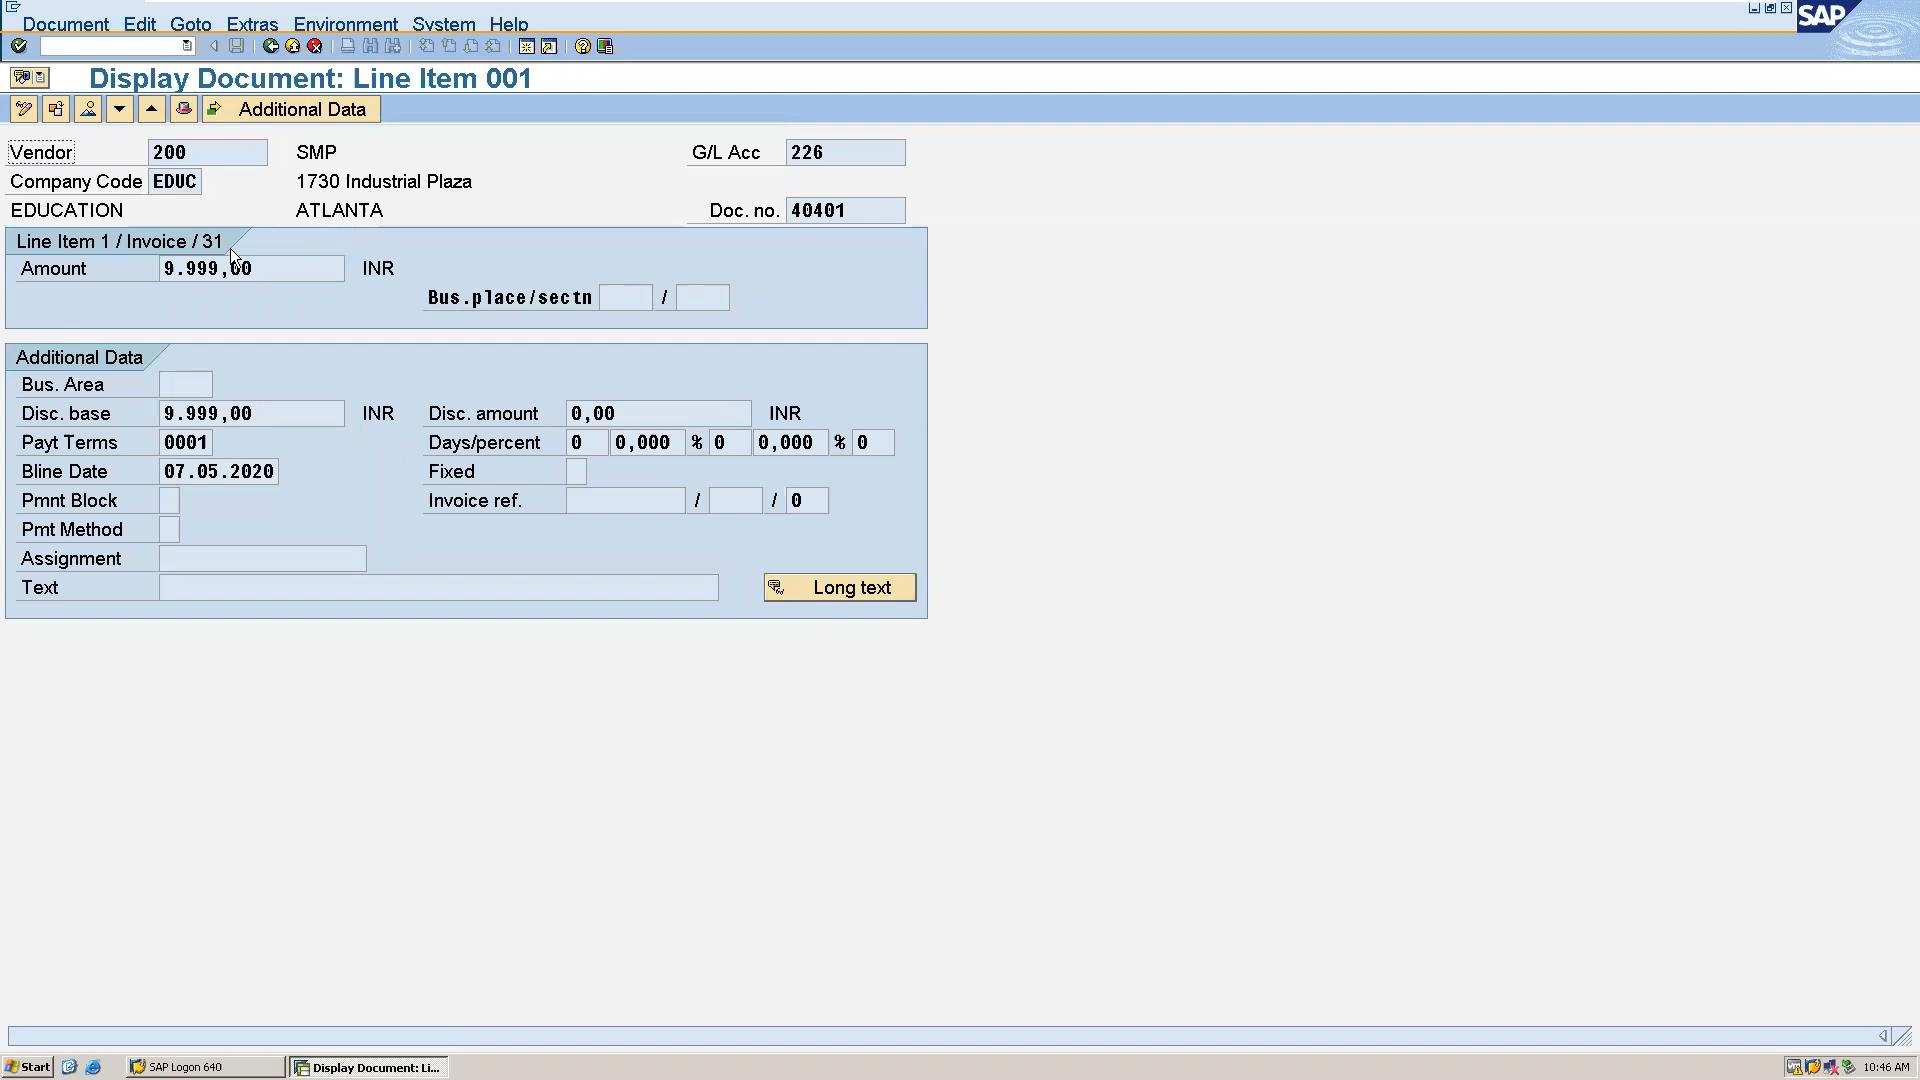 Document Edit Goto Extras Environment System Help
SAP
Display Document: Line Item 001
Additional Data
Vendor 200 SMP G/L Acc 226
Company Code EDUC 1730 Industrial Plaza
EDUCATION ATLANTA Doc. no. 40401
Line Item 1 / Invoice / 31
Amount 9.999,00 INR
Bus.place/sectn /
Additional Data
Bus. Area
Disc. base 9.999,00 INR Disc. amount 0,00 INR
Payt Terms 0001 Days/percent 0 0,000 % 0 0,000 % 0
Bline Date 07.05.2020 Fixed
Pmnt Block Invoice ref. / / 0
Pmt Method
Assignment
Text Long text
Start SAP Logon 640 Display Document: Li... 10:46 AM